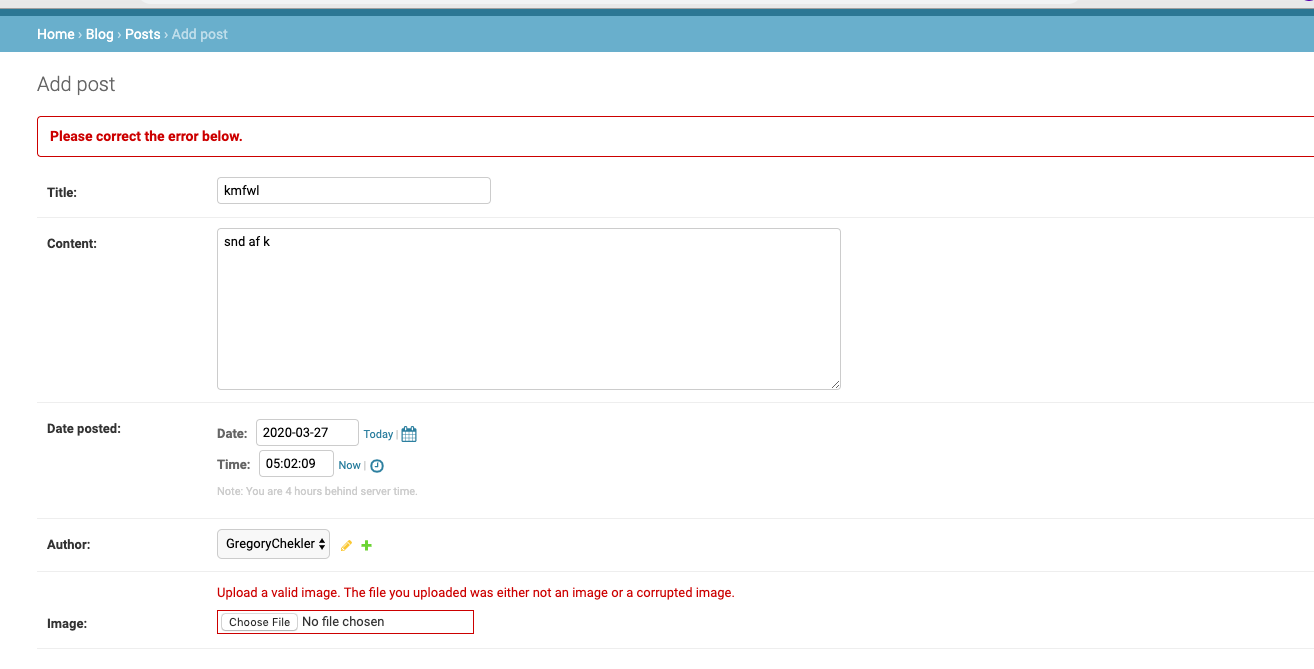 Home › Blog › Posts › Add post
Add post
Please correct the error below.
Title: kmfwl
Content: snd af k
Date posted: Date: 2020-03-27 Today |
Time: 05:02:09 Now |
Note: You are 4 hours behind server time.
Author: GregoryChekler
Upload a valid image. The file you uploaded was either not an image or a corrupted image.
Image: Choose File No file chosen